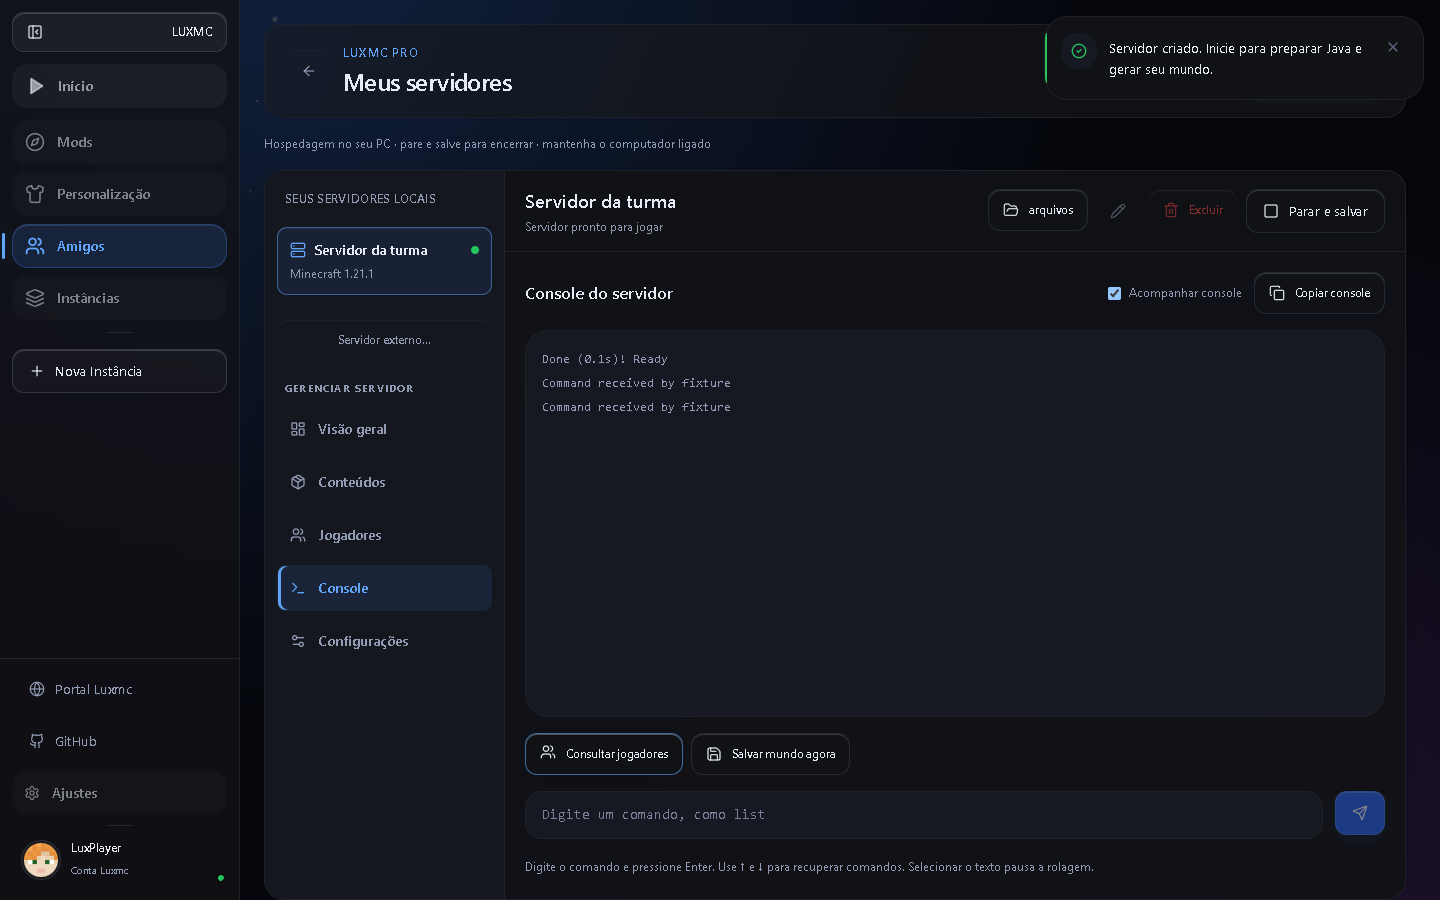 LUXMC
Início
Mods
Personalização
Amigos
Instâncias
Nova Instância
Portal Luxmc
GitHub
Ajustes
LuxPlayer
Conta Luxmc
LUXMC PRO
Meus servidores
Servidor criado. Inicie para preparar Java e
gerar seu mundo.
Hospedagem no seu PC · pare e salve para encerrar · mantenha o computador ligado
SEUS SERVIDORES LOCAIS
Servidor da turma
Minecraft 1.21.1
Servidor externo...
GERENCIAR SERVIDOR
Visão geral
Conteúdos
Jogadores
Console
Configurações
Servidor da turma
Servidor pronto para jogar
arquivos
Excluir
Parar e salvar
Console do servidor
Acompanhar console
Copiar console
Done (0.1s)! Ready
Command received by fixture
Command received by fixture
Consultar jogadores
Salvar mundo agora
Digite um comando, como list
Digite o comando e pressione Enter. Use ↑ e ↓ para recuperar comandos. Selecionar o texto pausa a rolagem.